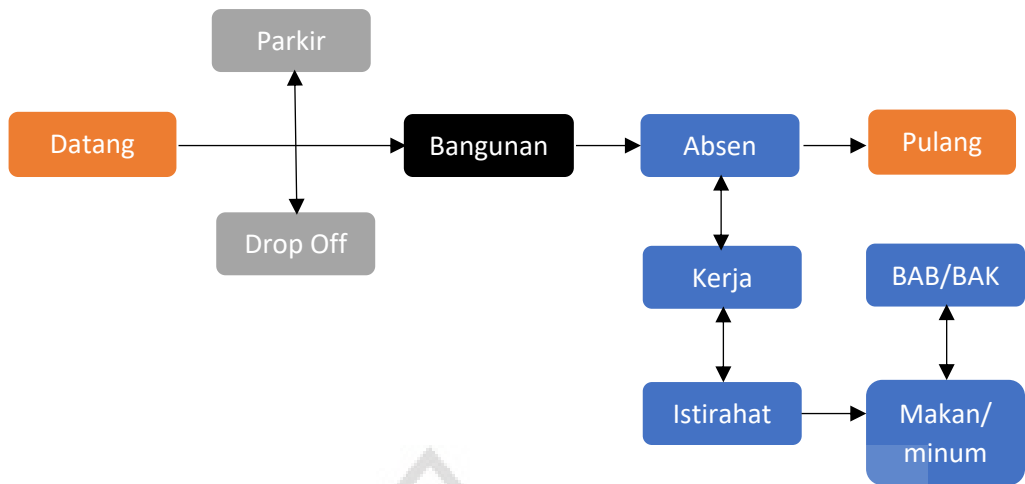 Parkir
Datang
Bangunan
Absen
Pulang
Drop Off
Kerja
BAB/BAK
Istirahat
Makan/
minum